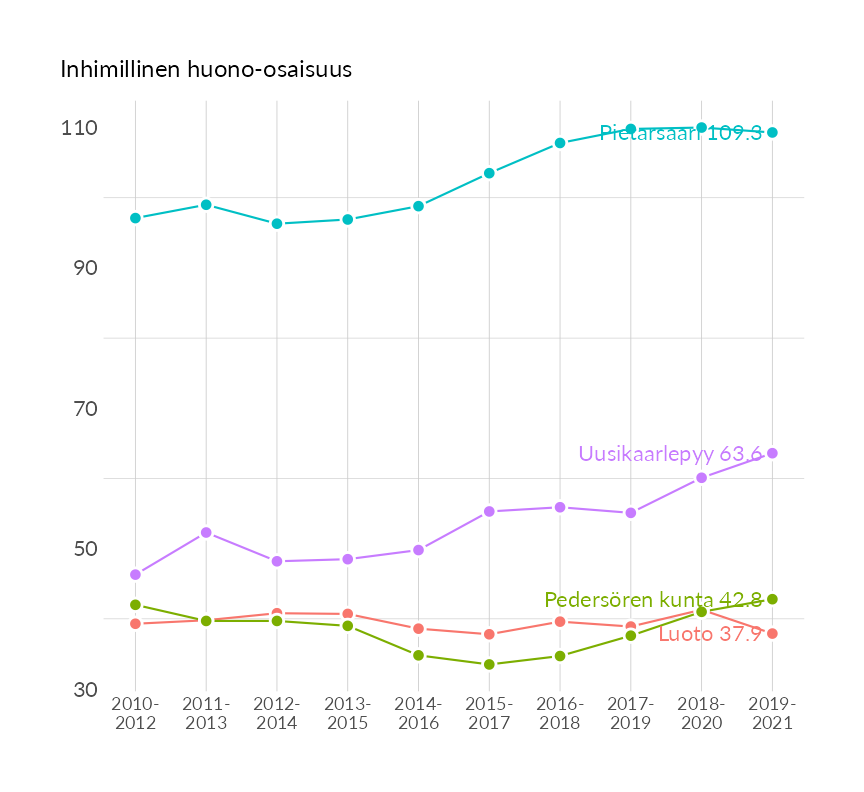 Inhimillinen huono-osaisuus
110
Pietarsaari 109.3
90
70
Uusikaarlepyy 63.6
50
Pedersören kunta 42.8
Luoto 37.9
30
2010- 2011- 2012- 2013- 2014- 2015- 2016- 2017- 2018- 2019-
2012 2013 2014 2015 2016 2017 2018 2019 2020 2021